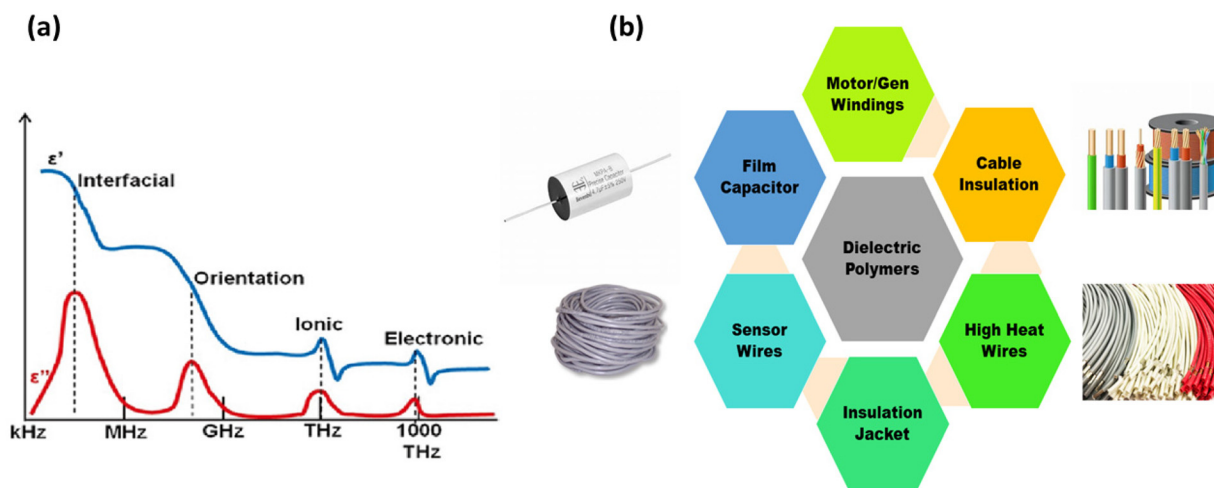 (a)
ε'
Interfacial
Orientation
Ionic
Electronic
ε"
kHz
MHz
GHz
THz
1000
THz
(b)
Motor/Gen
Windings
Film
Capacitor
Cable
Insulation
Dielectric
Polymers
Sensor
Wires
High Heat
Wires
Insulation
Jacket